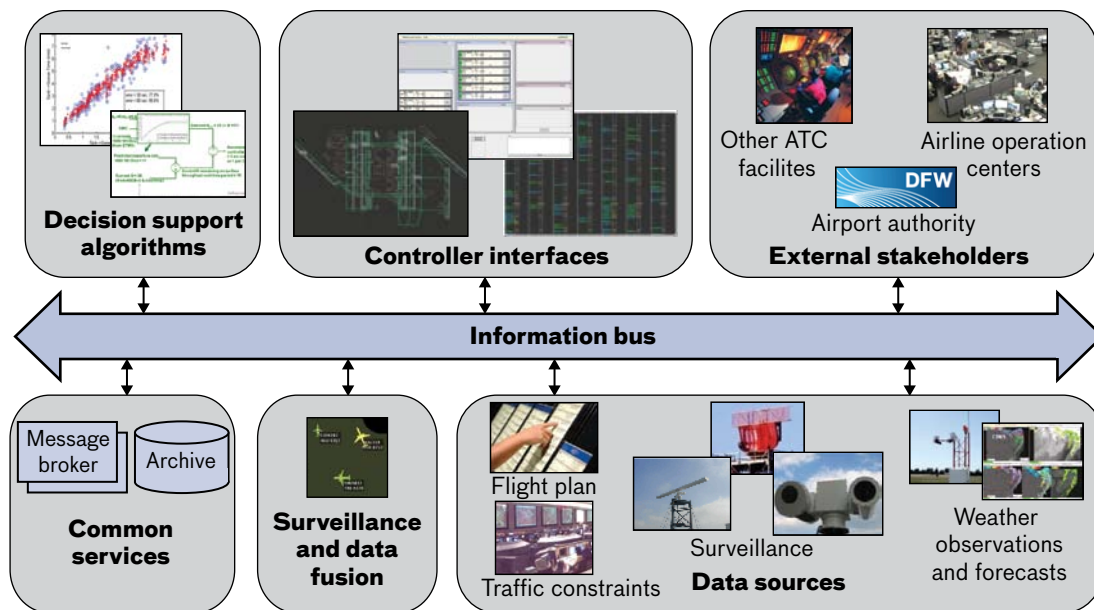 Decision support
algorithms
Controller interfaces
Other ATC
facilites
Airline operation
centers
DFW
Airport authority
External stakeholders
Information bus
Message
broker
Archive
Common
services
Surveillance
and data
fusion
Flight plan
Traffic constraints
Surveillance
Data sources
Weather
observations
and forecasts